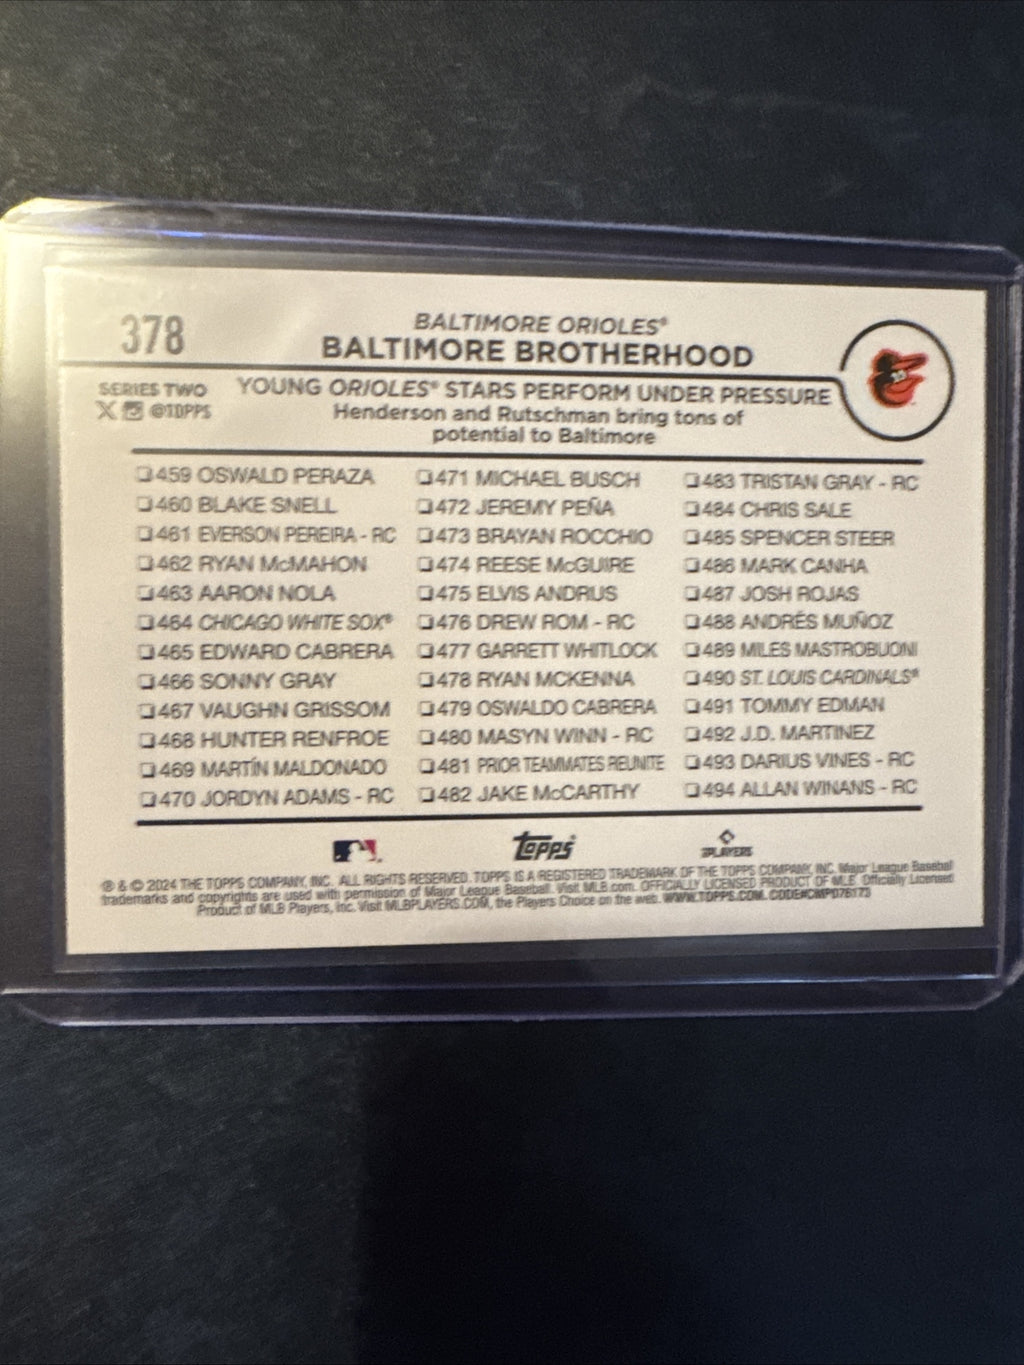 378
BALTIMORE ORIOLES®
BALTIMORE BROTHERHOOD
SERIES TWO
@TOPPS
YOUNG ORIOLES® STARS PERFORM UNDER PRESSURE
Henderson and Rutschman bring tons of
potential to Baltimore
459 OSWALD PERAZA
460 BLAKE SNELL
461 EVERSON PEREIRA - RC
462 RYAN McMAHON
463 AARON NOLA
464 CHICAGO WHITE SOX®
465 EDWARD CABRERA
466 SONNY GRAY
467 VAUGHN GRISSOM
468 HUNTER RENFROE
469 MARTÍN MALDONADO
470 JORDYN ADAMS - RC
471 MICHAEL BUSCH
472 JEREMY PEÑA
473 BRAYAN ROCCHIO
474 REESE McGUIRE
475 ELVIS ANDRUS
476 DREW ROM - RC
477 GARRETT WHITLOCK
478 RYAN MCKENNA
479 OSWALDO CABRERA
480 MASYN WINN - RC
481 PRIOR TEAMMATES REUNITE
482 JAKE McCARTHY
483 TRISTAN GRAY - RC
484 CHRIS SALE
485 SPENCER STEER
486 MARK CANHA
487 JOSH ROJAS
488 ANDRÉS MUÑOZ
489 MILES MASTROBUONI
490 ST. LOUIS CARDINALS®
491 TOMMY EDMAN
492 J.D. MARTINEZ
493 DARIUS VINES - RC
494 ALLAN WINANS - RC
Topps
PLAYERS
® & © 2024 THE TOPPS COMPANY, INC. ALL RIGHTS RESERVED. TOPPS IS A REGISTERED TRADEMARK OF THE TOPPS COMPANY, INC. Major League Baseball
trademarks and copyrights are used with permission of Major League Baseball. Visit MLB.com. OFFICIALLY LICENSED PRODUCT OF MLB. Officially Licensed
Product of MLB Players, Inc. Visit MLBPLAYERS.COM, the Players Choice on the web. WWW.TOPPS.COM. CODE#CMP076173